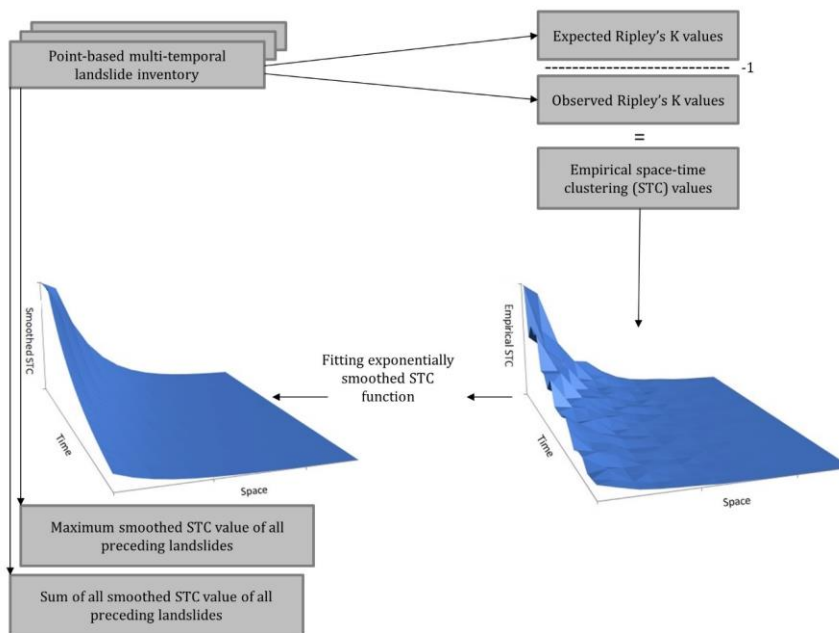 Point-based multi-temporal
landslide inventory
Expected Ripley's K values
-1
Observed Ripley's K values
=
Empirical space-time
clustering (STC) values
Smoothed STC
Time
Space
Fitting exponentially
smoothed STC
function
Empirical STC
Time
Space
Maximum smoothed STC value of all
preceding landslides
Sum of all smoothed STC value of all
preceding landslides